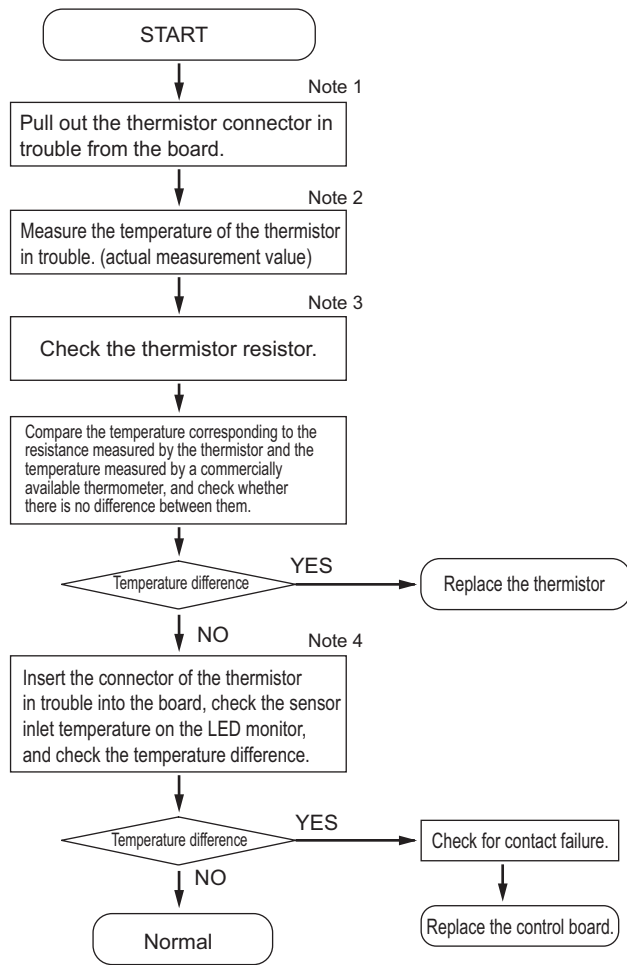 START
Note 1
Pull out the thermistor connector in
trouble from the board.
Note 2
Measure the temperature of the thermistor
in trouble. (actual measurement value)
Note 3
Check the thermistor resistor.
Compare the temperature corresponding to the
resistance measured by the thermistor and the
temperature measured by a commercially
available thermometer, and check whether
there is no difference between them.
Temperature difference
YES
Replace the thermistor
NO
Note 4
Insert the connector of the thermistor
in trouble into the board, check the sensor
inlet temperature on the LED monitor,
and check the temperature difference.
Temperature difference
YES
Check for contact failure.
NO
Replace the control board.
Normal